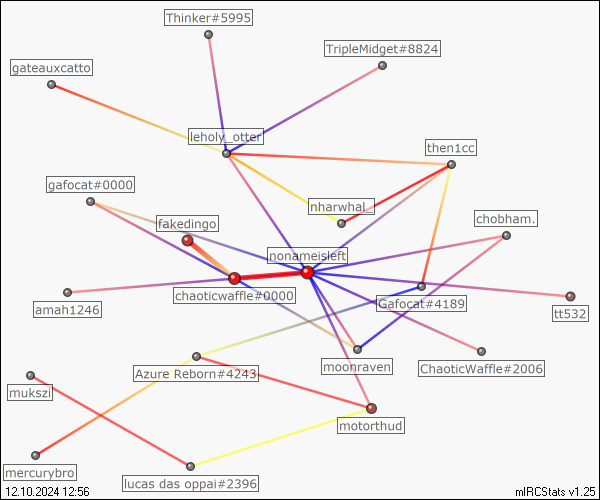 Thinker#5995
TripleMidget#8824
gateauxcatto
leholy_otter
then1cc
gafocat#0000
nharwhal_
fakedingo
chobham.
nonameisleft
chaoticwaffle#0000
Gafocat#4189
amah1246
tt532
moonraven
ChaoticWaffle#2006
Azure Reborn#4243
mukszi
motorthud
mercurybro
lucas das oppai#2396
12.10.2024 12:56
mIRCStats v1.25